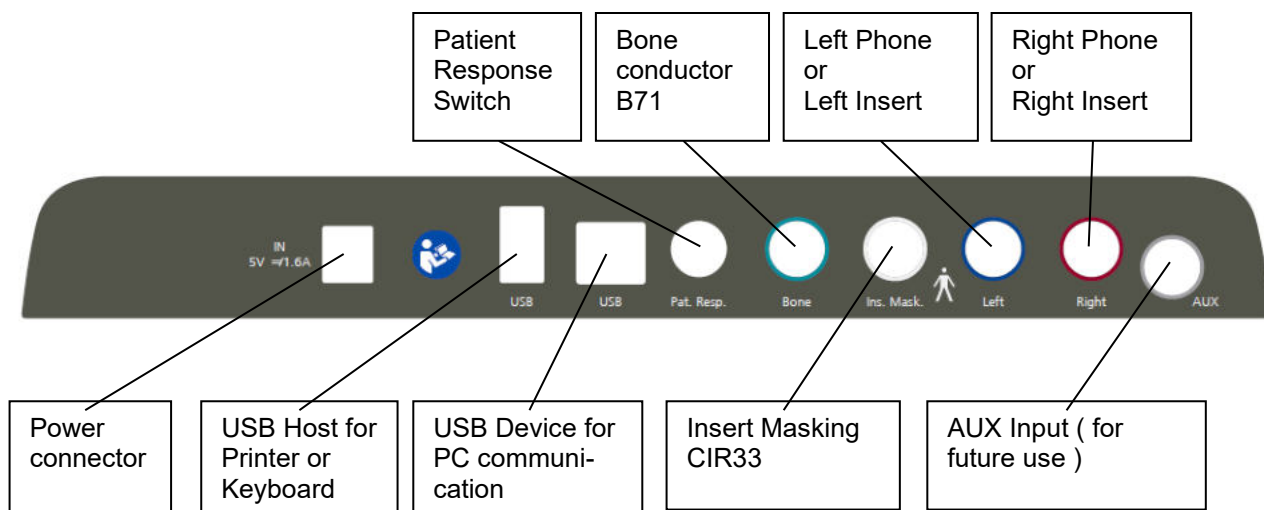 Patient
Response
Switch
Bone
conductor
B71
Left Phone
or
Left Insert
Right Phone
or
Right Insert
IN
5V ⎓/1.6A
USB
USB
Pat. Resp.
Bone
Ins. Mask.
Left
Right
AUX
Power
connector
USB Host for
Printer or
Keyboard
USB Device for
PC communi-
cation
Insert Masking
CIR33
AUX Input ( for
future use )